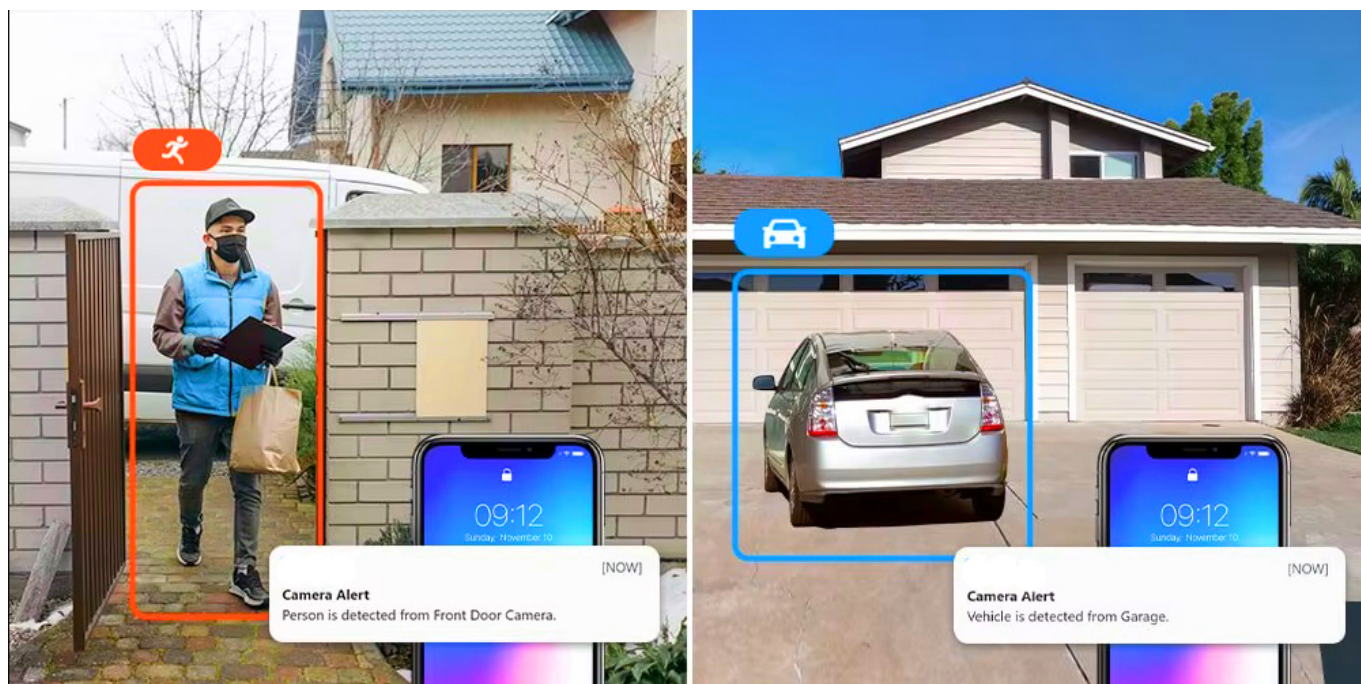 09:12
Sunday, November 10
[NOW]
Camera Alert
Person is detected from Front Door Camera.
09:12
Sunday, November 10
[NOW]
Camera Alert
Vehicle is detected from Garage.